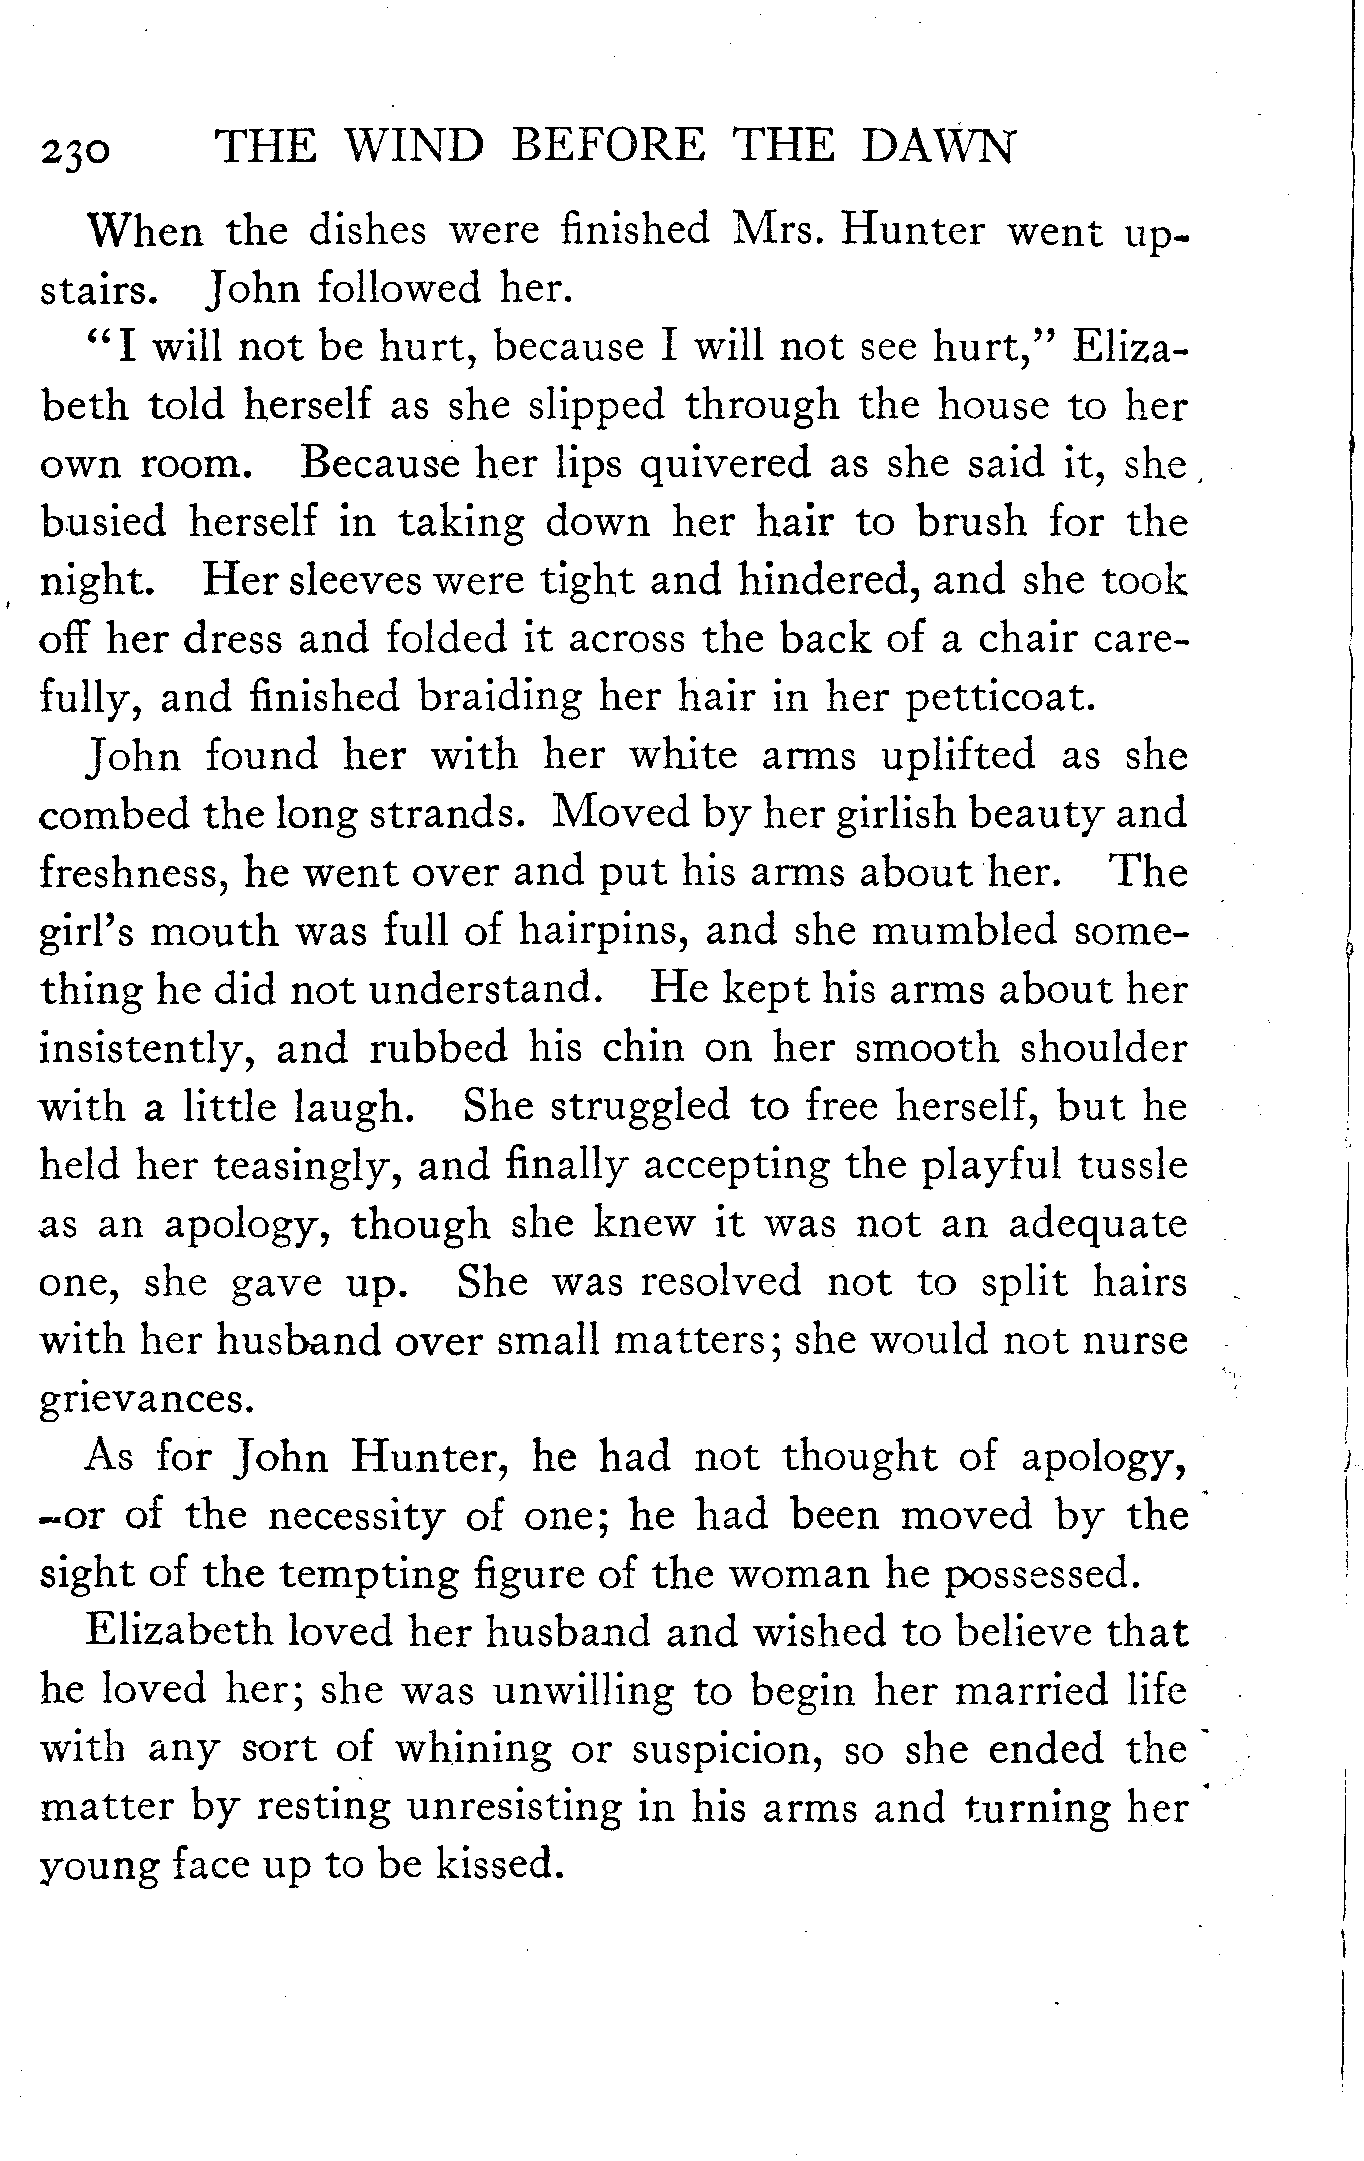 230 THE WIND BEFORE THE DAWN
When the dishes were finished Mrs. Hunter went up-
stairs. John followed her.
“I will not be hurt, because I will not see hurt,” Eliza-
beth told herself as she slipped through the house to her
own room. Because her lips quivered as she said it, she
busied herself in taking down her hair to brush for the
night. Her sleeves were tight and hindered, and she took
off her dress and folded it across the back of a chair care-
fully, and finished braiding her hair in her petticoat.
John found her with her white arms uplifted as she
combed the long strands. Moved by her girlish beauty and
freshness, he went over and put his arms about her. The
girl’s mouth was full of hairpins, and she mumbled some-
thing he did not understand. He kept his arms about her
insistently, and rubbed his chin on her smooth shoulder
with a little laugh. She struggled to free herself, but he
held her teasingly, and finally accepting the playful tussle
as an apology, though she knew it was not an adequate
one, she gave up. She was resolved not to split hairs
with her husband over small matters; she would not nurse
grievances.
As for John Hunter, he had not thought of apology,
or of the necessity of one; he had been moved by the
sight of the tempting figure of the woman he possessed.
Elizabeth loved her husband and wished to believe that
he loved her; she was unwilling to begin her married life
with any sort of whining or suspicion, so she ended the
matter by resting unresisting in his arms and turning her
young face up to be kissed.